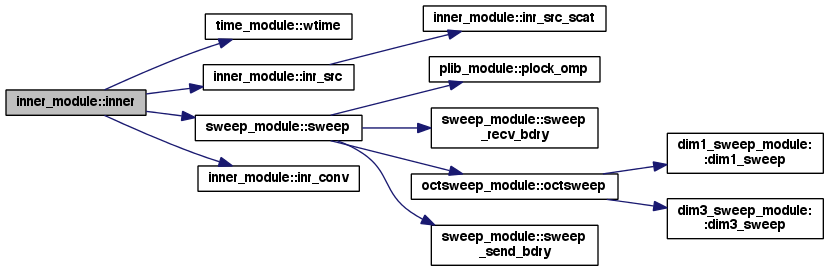 inner_module::inner
time_module::wtime
inner_module::inr_src
sweep_module::sweep
inner_module::inr_conv
inner_module::inr_src_scat
plib_module::plock_omp
sweep_module::sweep
_recv_bdry
octsweep_module::octsweep
sweep_module::sweep
_send_bdry
dim1_sweep_module:
:dim1_sweep
dim3_sweep_module:
:dim3_sweep